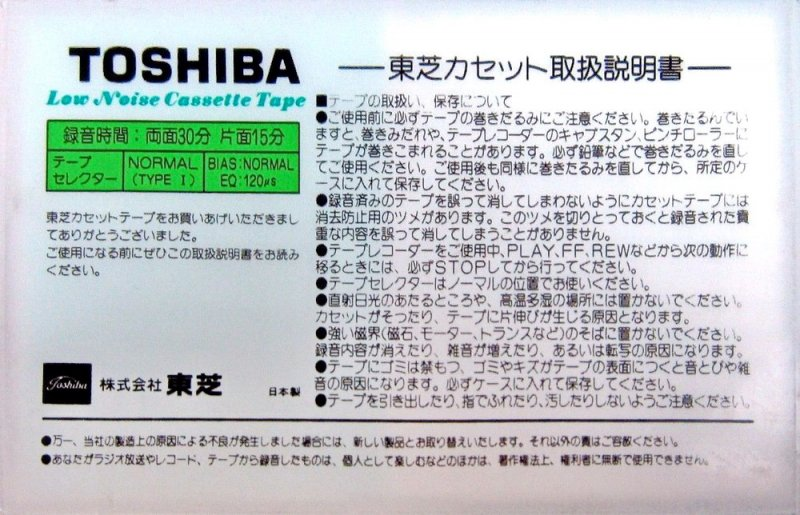 TOSHIBA
Low Noise Cassette Tape
録音時間：両面30分 片面15分
テープ
セレクター
NORMAL
(TYPE Ⅰ)
BIAS:NORMAL
EQ:120μs
東芝カセットテープをお買いあげいただきまし
てありがとうございました。
ご使用になる前にぜひこの取扱説明書をお読み
ください。
Toshiba
株式会社 東芝
日本製
―東芝カセット取扱説明書―
■テープの取扱い、保存について
●ご使用前に必ずテープの巻きだるみにご注意ください。巻きたるんでい
ますと、巻きみだれや、テープレコーダーのキャプスタン、ピンチローラーに
テープが巻きこまれることがあります。必ず鉛筆などで巻きだるみを直し
てご使用ください。ご使用後も同様に巻きだるみを直してから、所定のケ
ースに入れて保存してください。
●録音済みのテープを誤って消してしまわないようにカセットテープには
消去防止用のツメがあります。このツメを切りとっておくと録音された貴
重な内容を誤って消してしまうことがありません。
●テープレコーダーをご使用中、PLAY、FF、REWなどから次の動作に
移るときには、必ずSTOPしてから行ってください。
●テープセレクターはノーマルの位置でお使いください。
●直射日光のあたるところや、高温多湿の場所には置かないでください。
カセットがそったり、テープに片伸びが生じる原因となります。
●強い磁界(磁石、モーター、トランスなど)のそばに置かないでください。
録音内容が消えたり、雑音が増えたり、あるいは転写の原因になります。
●テープにゴミは禁もつ、ゴミやキズがテープの表面につくと音とびや雑
音の原因になります。必ずケースに入れて保存してください。
●テープを引き出したり、指でふれたり、汚したりしないようご注意ください。
●万一、当社の製造上の原因による不良が発生しました場合には、新しい製品とお取り替えいたします。それ以外の責はご容赦ください。
●あなたがラジオ放送やレコード、テープから録音したものは、個人として楽しむなどのほかは、著作権法上、権利者に無断で使用できません。